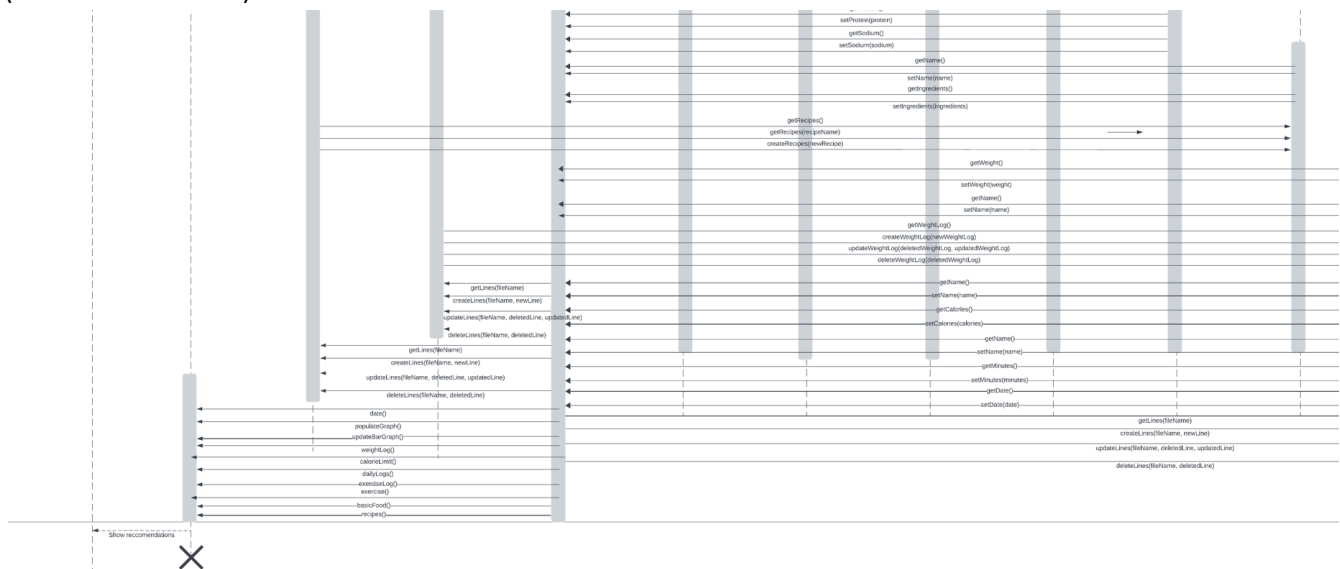 setProtein(protein)
getSodium()
setSodium(sodium)
getName()
setName(name)
getIngredients()
setIngredients(ingredients)
getRecipes()
getRecipes(recipeName)
createRecipes(newRecipe)
getWeight()
setWeight(weight)
getName()
setName(name)
getWeightLog()
createWeightLog(newWeightLog)
updateWeightLog(deletedWeightLog, updatedWeightLog)
deleteWeightLog(deletedWeightLog)
getName()
getLines(fileName)
setName(name)
createLines(fileName, newLine)
getCalories()
updateLines(fileName, deletedLine, updatedLine)
setCalories(calories)
deleteLines(fileName, deletedLine)
getName()
getLines(fileName)
setName(name)
createLines(fileName, newLine)
getMinutes()
updateLines(fileName, deletedLine, updatedLine)
setMinutes(minutes)
getDate()
deleteLines(fileName, deletedLine)
setDate(date)
date()
getLines(fileName)
populateGraph()
createLines(fileName, newLine)
updateBarGraph()
weightLog()
updateLines(fileName, deletedLine, updatedLine)
calorieLimit()
deleteLines(fileName, deletedLine)
dailyLogs()
exerciseLog()
exercise()
basicFood()
recipes()
Show reccomendations